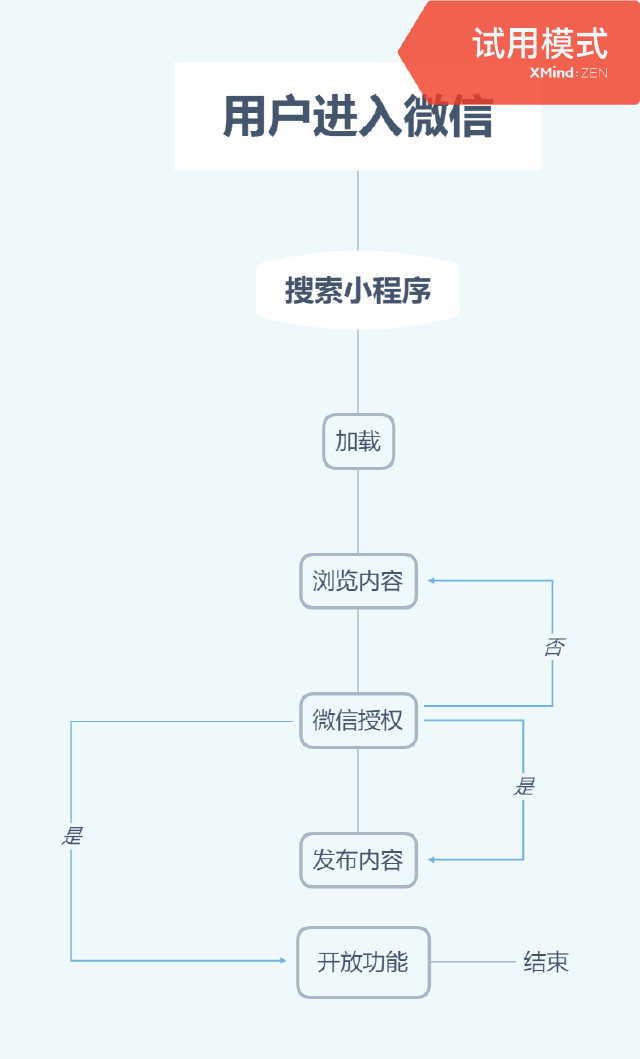 试用模式
XMind:ZEN
用户进入微信
搜索小程序
加载
浏览内容
否
微信授权
是
是
发布内容
开放功能
结束